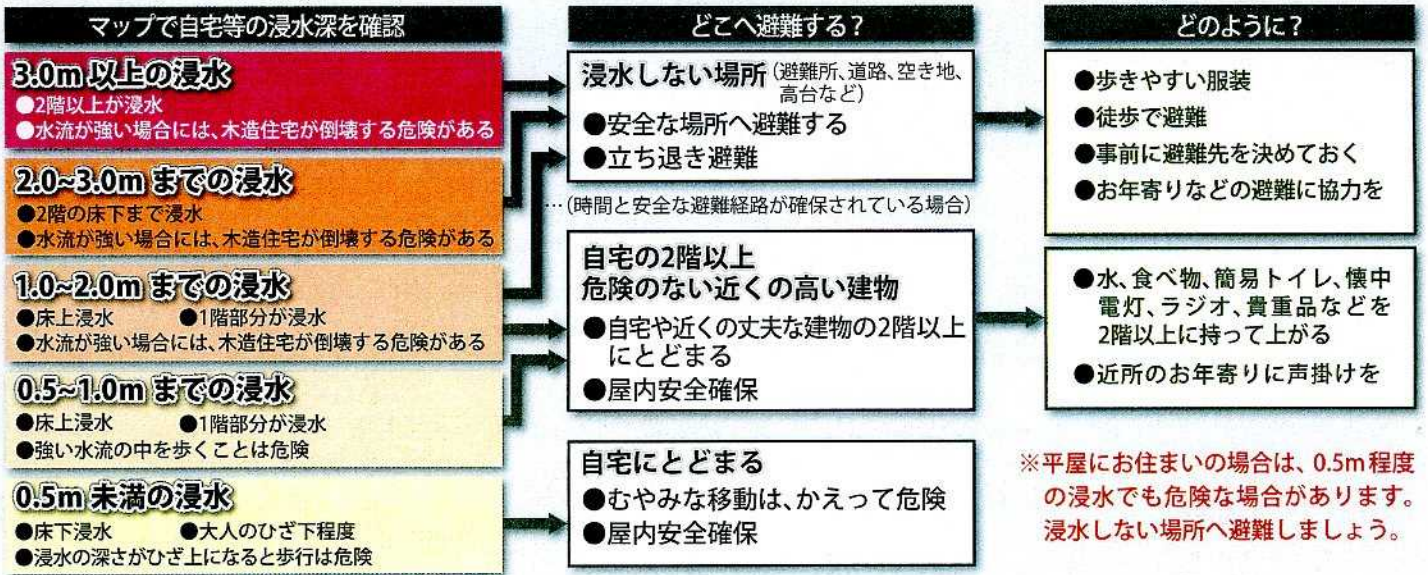 マップで自宅等の浸水深を確認
3.0m 以上の浸水
●2階以上が浸水
●水流が強い場合には、木造住宅が倒壊する危険がある
2.0~3.0m までの浸水
●2階の床下まで浸水
●水流が強い場合には、木造住宅が倒壊する危険がある
1.0~2.0m までの浸水
●床上浸水 ●1階部分が浸水
●水流が強い場合には、木造住宅が倒壊する危険がある
0.5~1.0m までの浸水
●床上浸水 ●1階部分が浸水
●強い水流の中を歩くことは危険
0.5m 未満の浸水
●床下浸水 ●大人のひざ下程度
●浸水の深さがひざ上になると歩行は危険
どこへ避難する?
浸水しない場所(避難所、道路、空き地、
高台など)
●安全な場所へ避難する
●立ち退き避難
…(時間と安全な避難経路が確保されている場合)
自宅の2階以上
危険のない近くの高い建物
●自宅や近くの丈夫な建物の2階以上
にとどまる
●屋内安全確保
自宅にとどまる
●むやみな移動は、かえって危険
●屋内安全確保
どのように?
●歩きやすい服装
●徒歩で避難
●事前に避難先を決めておく
●お年寄りなどの避難に協力を
●水、食べ物、簡易トイレ、懐中
電灯、ラジオ、貴重品などを
2階以上に持って上がる
●近所のお年寄りに声掛けを
※平屋にお住まいの場合は、0.5m程度
の浸水でも危険な場合があります。
浸水しない場所へ避難しましょう。